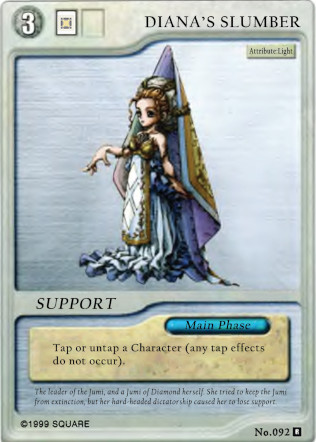 3
DIANA'S SLUMBER
Attribute:Light
SUPPORT
Main Phase
Tap or untap a Character (any tap effects
do not occur).
The leader of the Jumi, and a Jumi of Diamond herself. She tried to keep the Jumi
from extinction, but her hard-headed dictatorship caused her to lose support.
©1999 SQUARE
No.092